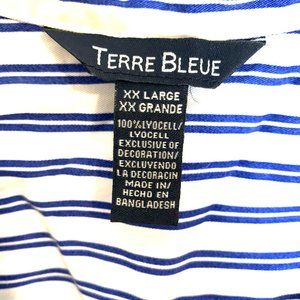 TERRE BLEUE
XX LARGE
XX GRANDE
100%LYOCELL/
LYOCELL
EXCLUSIVE OF
DECORATION/
EXCLUYENDO
LA DECORACIN
MADE IN/
HECHO EN
BANGLADESH